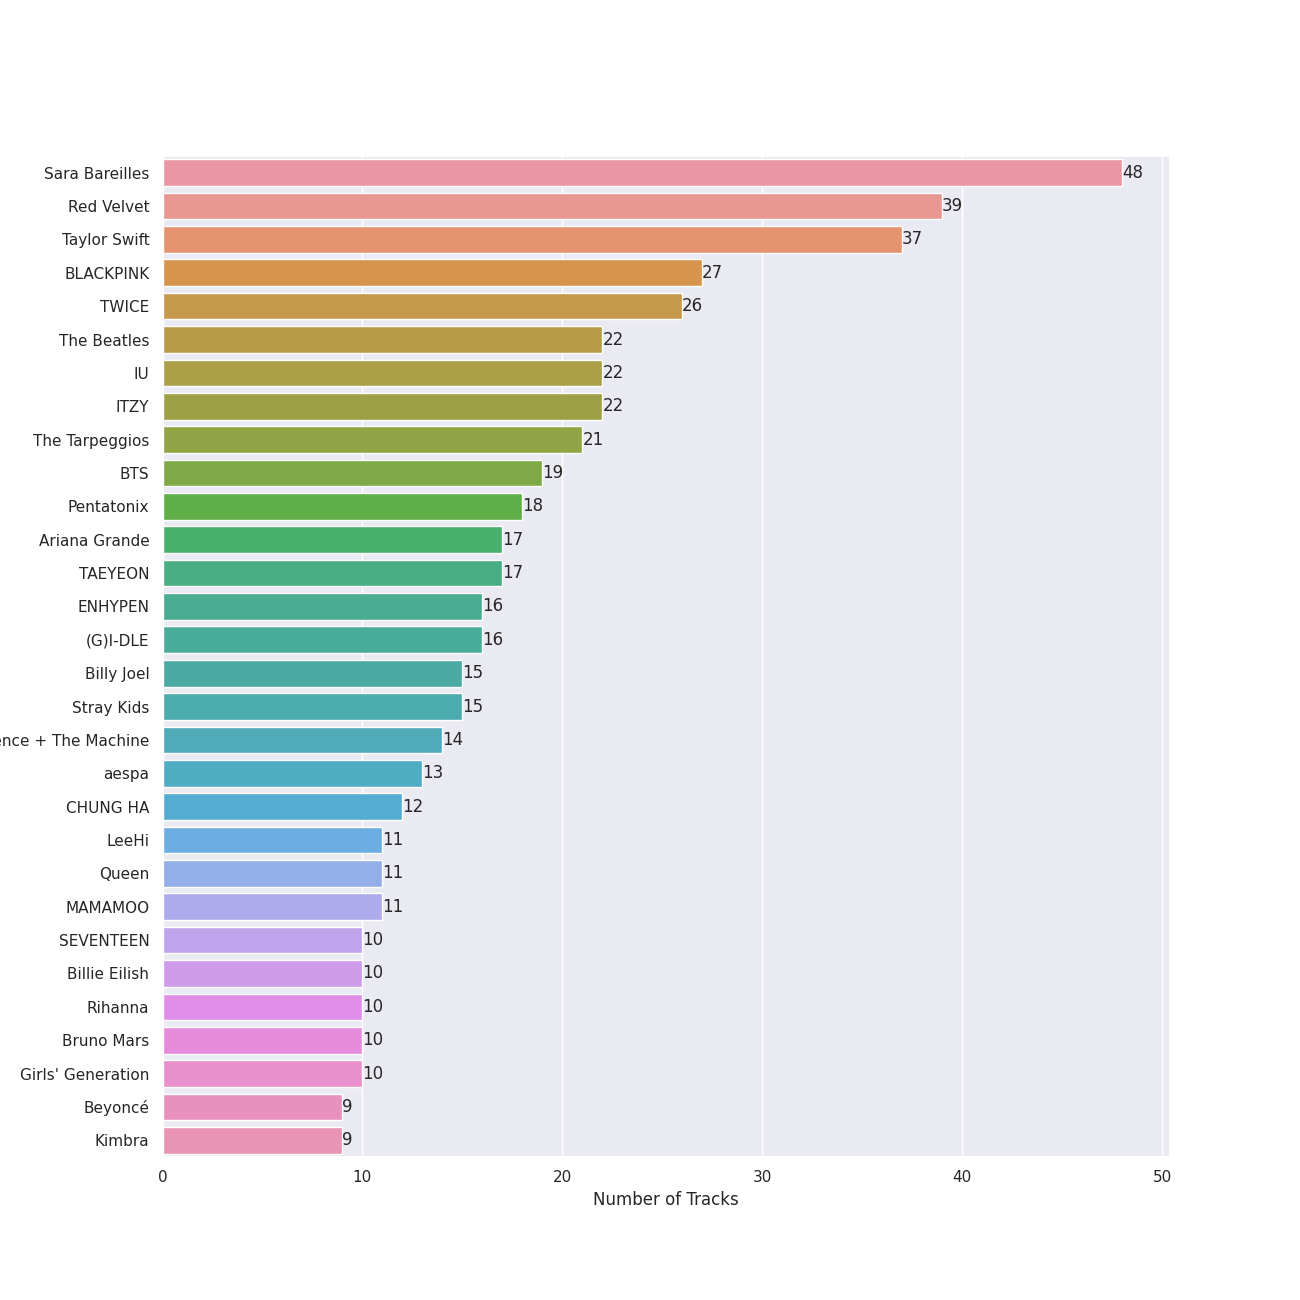 Sara Bareilles 48
Red Velvet 39
Taylor Swift 37
BLACKPINK 27
TWICE 26
The Beatles 22
IU 22
ITZY 22
The Tarpeggios 21
BTS 19
Pentatonix 18
Ariana Grande 17
TAEYEON 17
ENHYPEN 16
(G)I-DLE 16
Billy Joel 15
Stray Kids 15
ence + The Machine 14
aespa 13
CHUNG HA 12
LeeHi 11
Queen 11
MAMAMOO 11
SEVENTEEN 10
Billie Eilish 10
Rihanna 10
Bruno Mars 10
Girls' Generation 10
Beyoncé 9
Kimbra 9
0 10 20 30 40 50
Number of Tracks